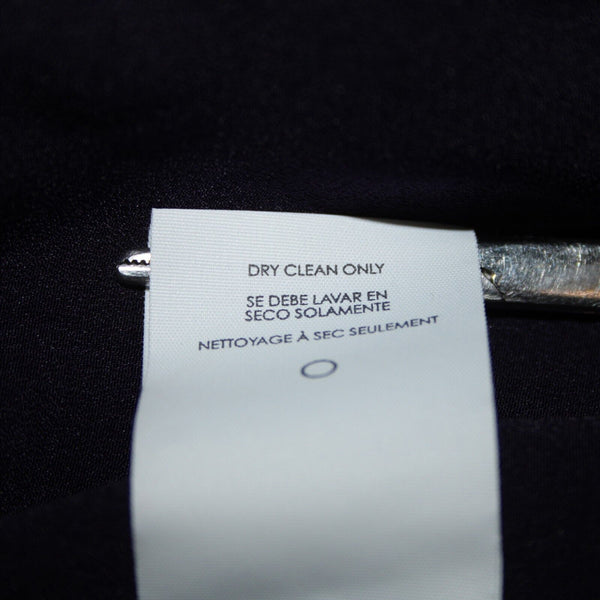 DRY CLEAN ONLY
SE DEBE LAVAR EN
SECO SOLAMENTE
NETTOYAGE À SEC SEULEMENT